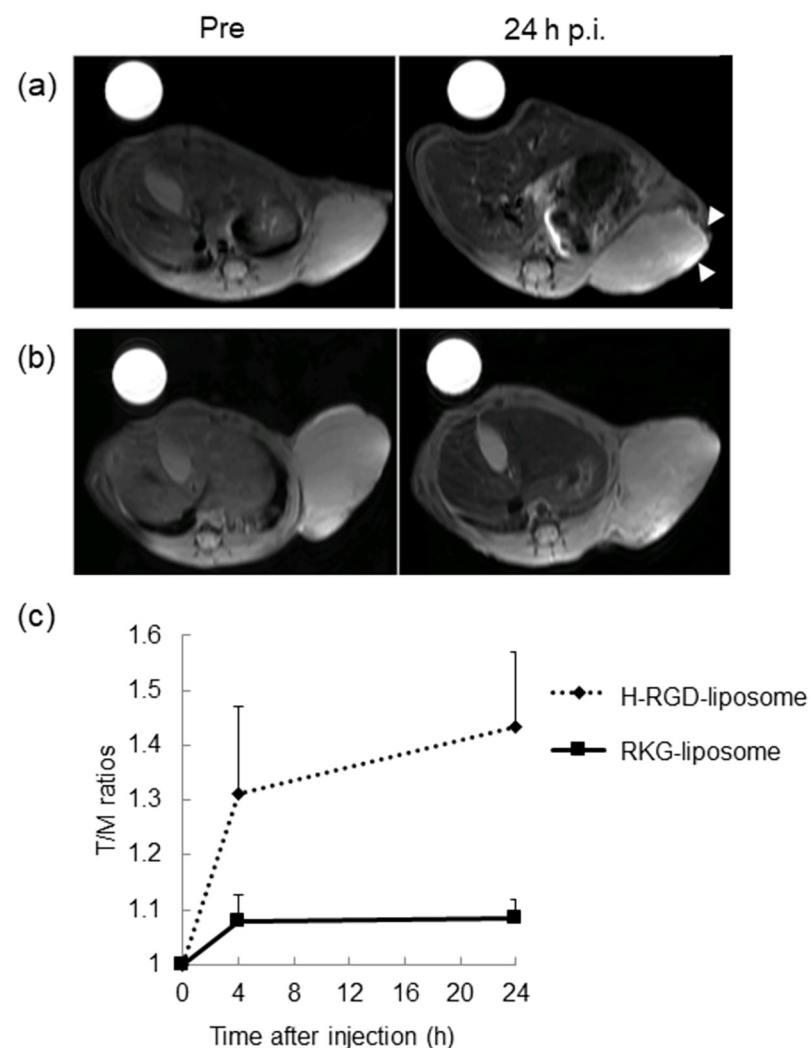 Pre 24 h p.i.
(a)
(b)
(c)
1.6
1.5
1.4
1.3
1.2
1.1
1
T/M ratios
0 4 8 12 16 20 24
Time after injection (h)
H-RGD-liposome
RKG-liposome